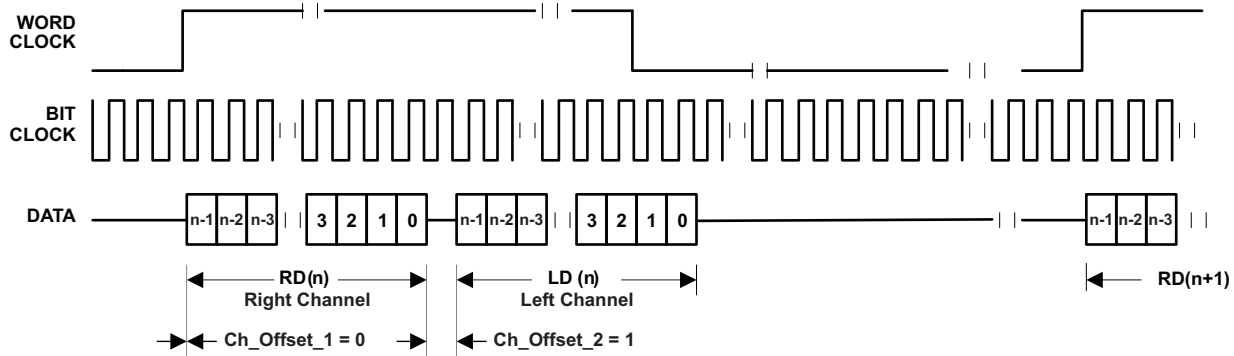 WORD
CLOCK
BIT
CLOCK
DATA
n-1 n-2 n-3 3 2 1 0 n-1 n-2 n-3 3 2 1 0 n-1 n-2 n-3
RD(n)
Right Channel
LD (n)
Left Channel
RD(n+1)
Ch_Offset_1 = 0
Ch_Offset_2 = 1